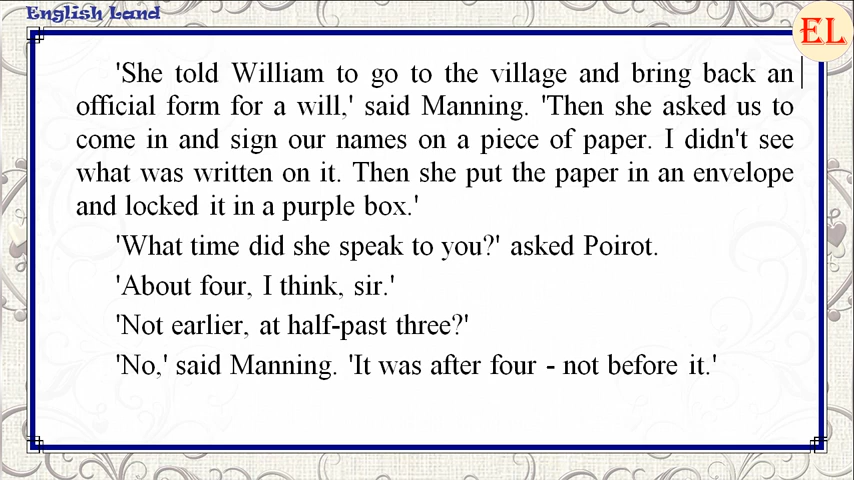 English Land
EL
'She told William to go to the village and bring back an
official form for a will,' said Manning. 'Then she asked us to
come in and sign our names on a piece of paper. I didn't see
what was written on it. Then she put the paper in an envelope
and locked it in a purple box.'
'What time did she speak to you?' asked Poirot.
'About four, I think, sir.'
'Not earlier, at half-past three?'
'No,' said Manning. 'It was after four - not before it.'